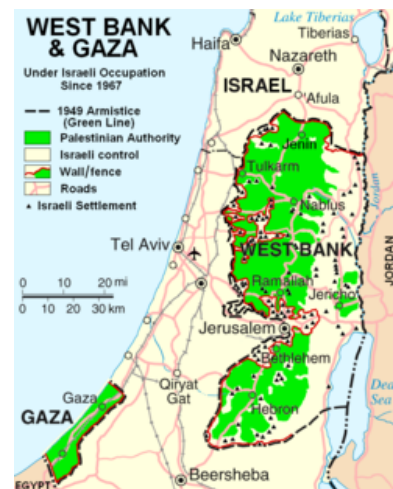 WEST BANK
& GAZA
Under Israeli Occupation
Since 1967
1949 Armistice
(Green Line)
Palestinian Authority
Israeli control
Wall/fence
Roads
Israeli Settlement
Lake Tiberias
Haifa
Tiberias
Nazareth
ISRAEL
'Afula
Jenin
Tulkarm
Nablus
Jordan
Tel Aviv
WEST BANK
JORDAN
0 10 20 mi
0 10 20 30 km
Ramallah
Jericho
Jerusalem
Bethlehem
Qiryat
Gat
Dead
Sea
Gaza
GAZA
Hebron
Beersheba
EGYPT